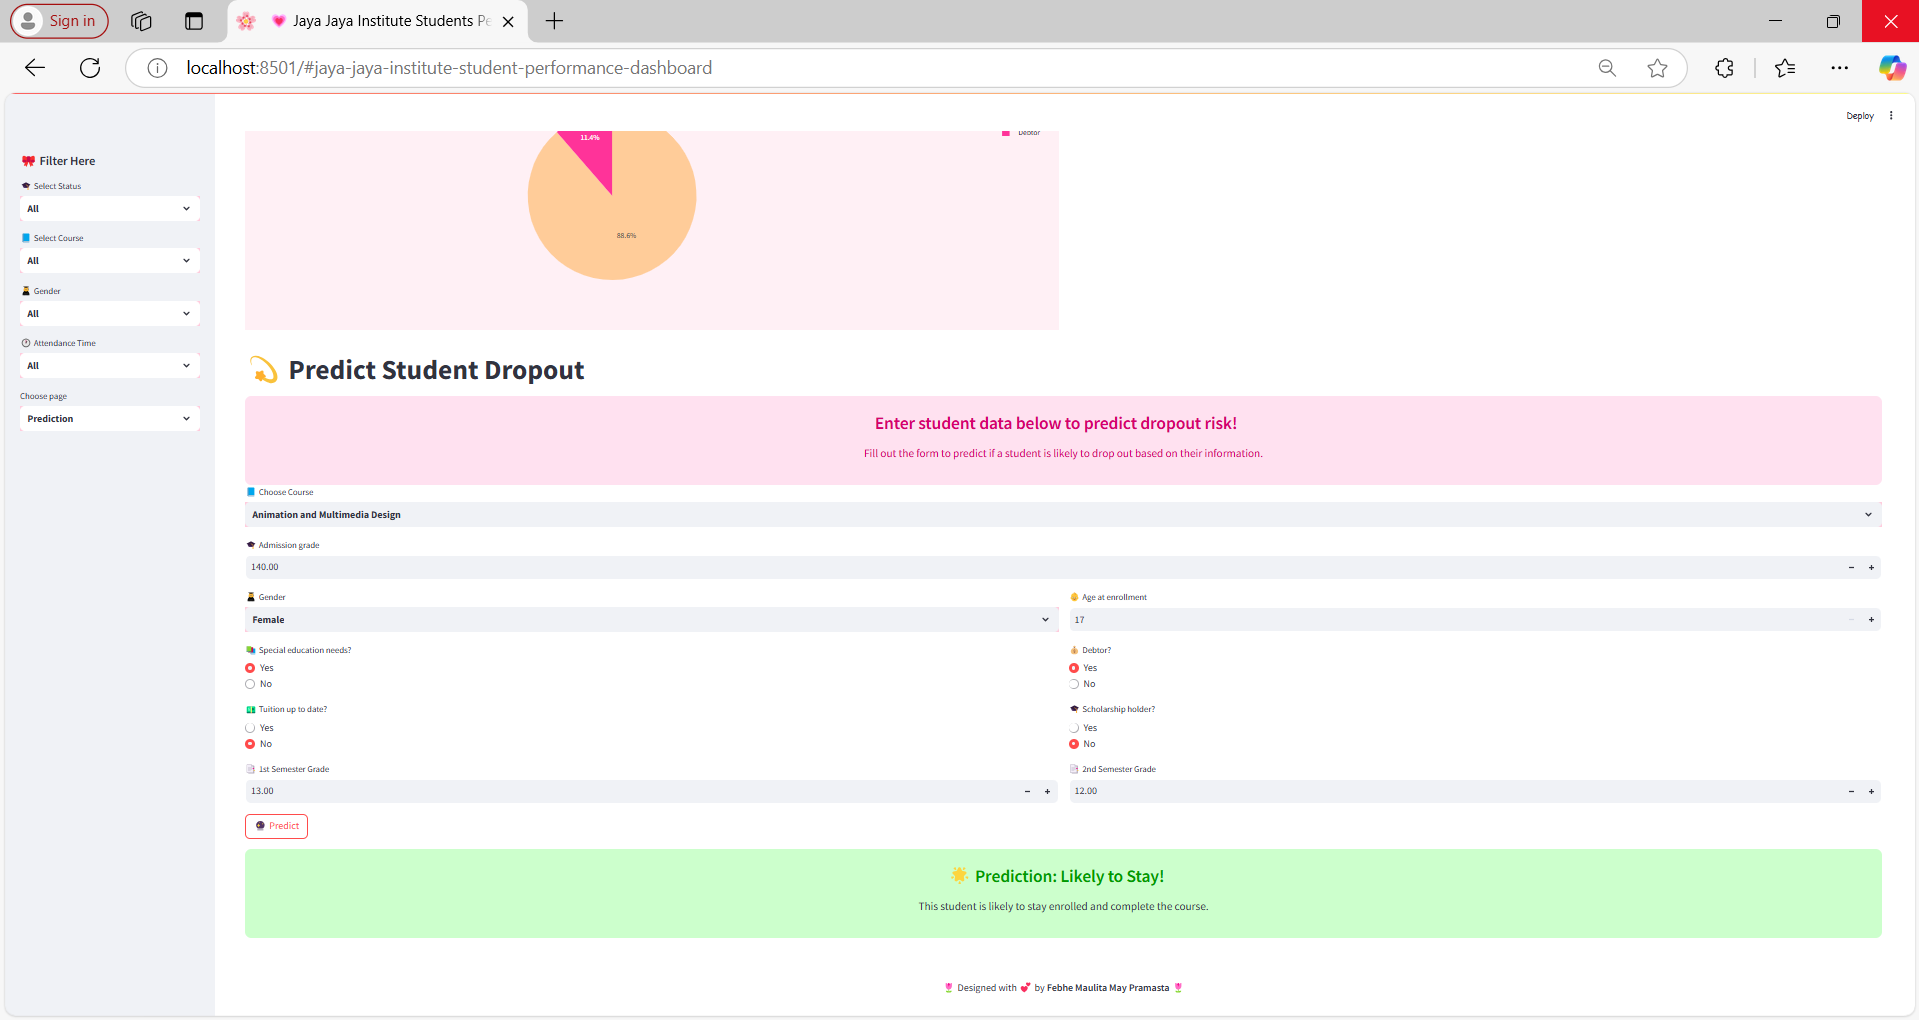 Sign in
Jaya Jaya Institute Students Pe
localhost:8501/#jaya-jaya-institute-student-performance-dashboard
Deploy
Filter Here
Select Status
All
Select Course
All
Gender
All
Attendance Time
All
Choose page
Prediction
11.4%
Debtor
88.6%
Predict Student Dropout
Enter student data below to predict dropout risk!
Fill out the form to predict if a student is likely to drop out based on their information.
Choose Course
Animation and Multimedia Design
Admission grade
140.00
Gender
Female
Age at enrollment
17
Special education needs?
Yes
No
Debtor?
Yes
No
Tuition up to date?
Yes
No
Scholarship holder?
Yes
No
1st Semester Grade
13.00
2nd Semester Grade
12.00
Predict
Prediction: Likely to Stay!
This student is likely to stay enrolled and complete the course.
Designed with 💕 by Febhe Maulita May Pramasta